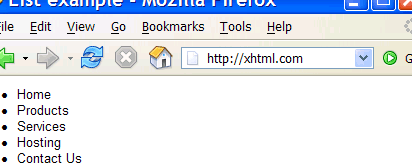 List example - Mozilla Firefox
File Edit View Go Bookmarks Tools Help
http://xhtml.com G
Home
Products
Services
Hosting
Contact Us